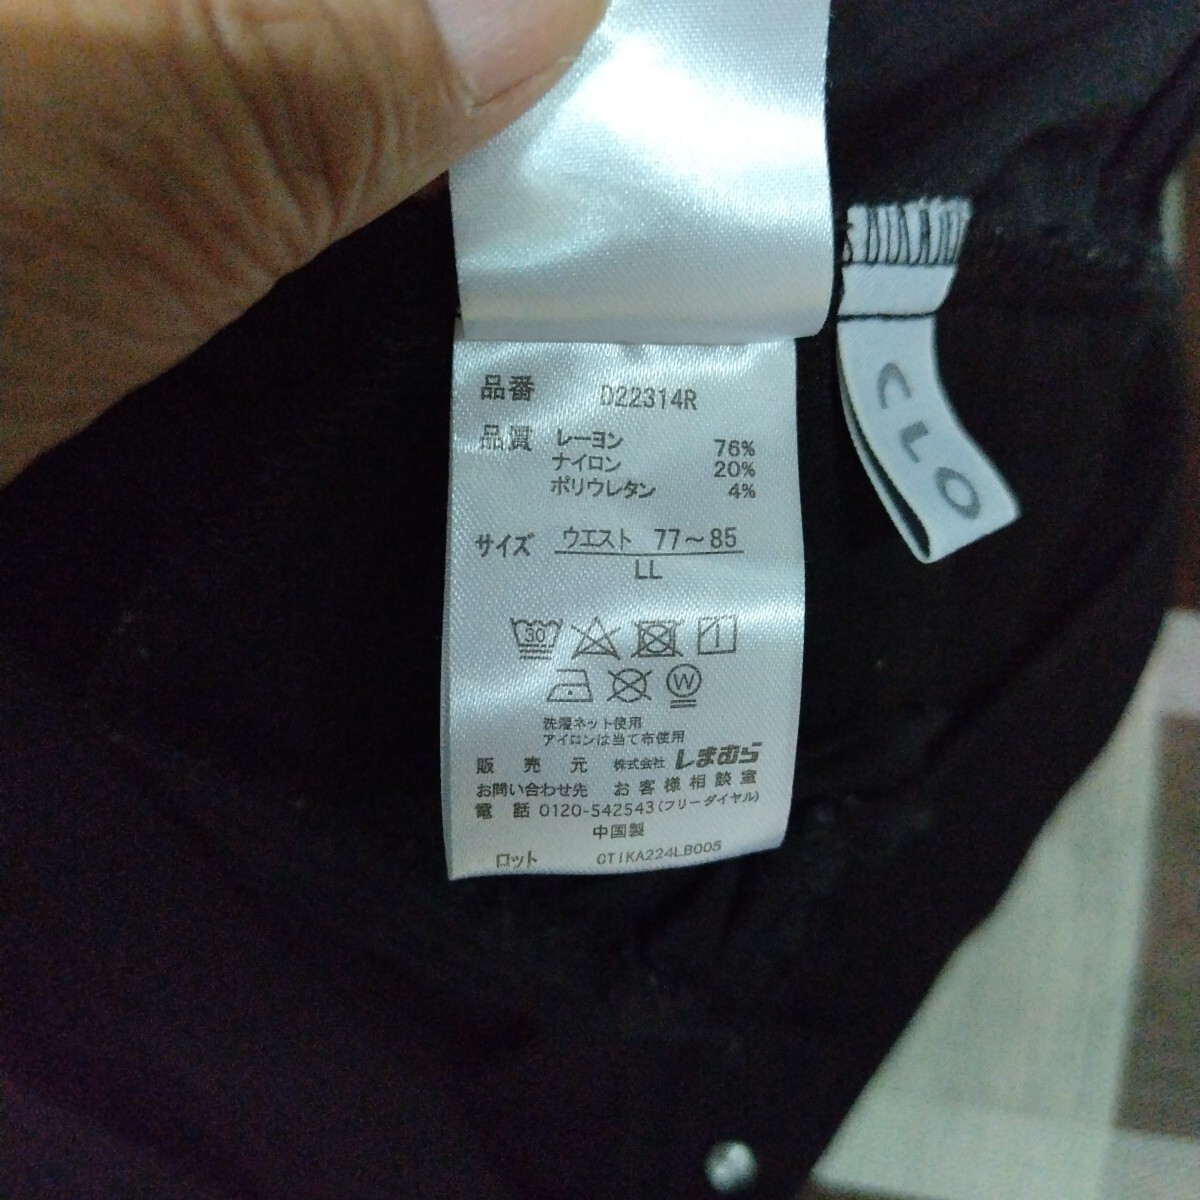 品番 D22314R
品質 レーヨン 76%
ナイロン 20%
ポリウレタン 4%
サイズ ウエスト 77～85
LL
30
W
洗濯ネット使用
アイロンは当て布使用
販売元 株式会社 しまむら
お問い合わせ先 お客様相談室
電話 0120-542543(フリーダイヤル)
中国製
ロット CTIKA224LB005
CLO